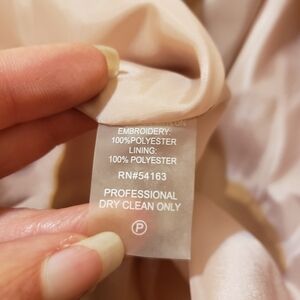 EMBROIDERY:
100%POLYESTER
LINING:
100% POLYESTER
RN#54163
PROFESSIONAL
DRY CLEAN ONLY
P